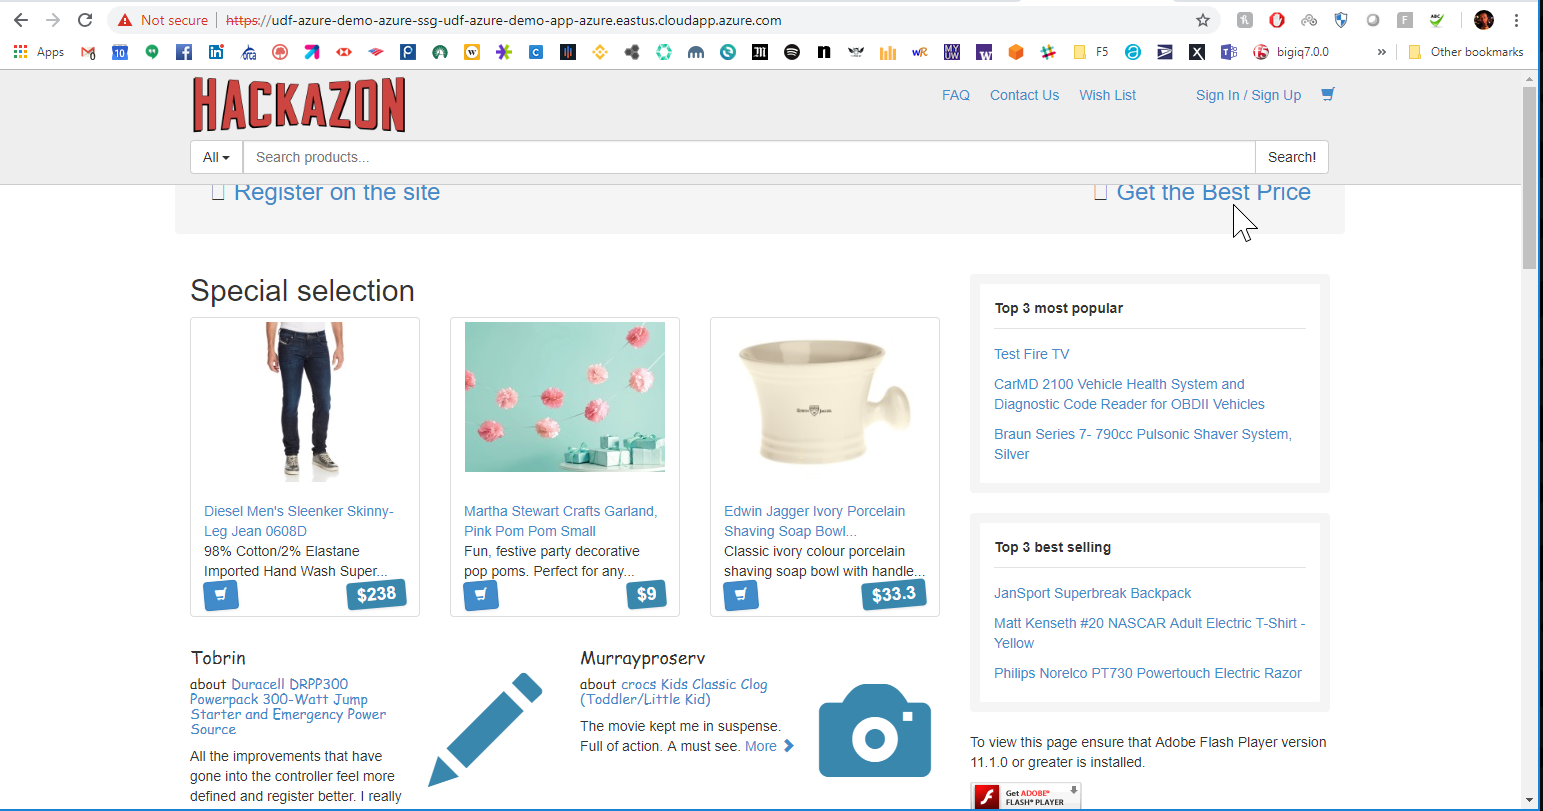 Not secure | https://udf-azure-demo-azure-ssg-udf-azure-demo-app-azure.eastus.cloudapp.azure.com
ABC
Apps
10
F5
bigiq7.0.0
»
Other bookmarks
HACKAZON
FAQ
Contact Us
Wish List
Sign In / Sign Up
All
Search products...
Search!
Register on the site
Get the Best Price
Special selection
Diesel Men's Sleenker Skinny-
Leg Jean 0608D
98% Cotton/2% Elastane
Imported Hand Wash Super...
$238
Martha Stewart Crafts Garland,
Pink Pom Pom Small
Fun, festive party decorative
pop poms. Perfect for any...
$9
Edwin Jagger Ivory Porcelain
Shaving Soap Bowl...
Classic ivory colour porcelain
shaving soap bowl with handle...
$33.3
Top 3 most popular
Test Fire TV
CarMD 2100 Vehicle Health System and
Diagnostic Code Reader for OBDII Vehicles
Braun Series 7- 790cc Pulsonic Shaver System,
Silver
Top 3 best selling
JanSport Superbreak Backpack
Matt Kenseth #20 NASCAR Adult Electric T-Shirt -
Yellow
Philips Norelco PT730 Powertouch Electric Razor
Tobrin
about Duracell DRPP300
Powerpack 300-Watt Jump
Starter and Emergency Power
Source
All the improvements that have
gone into the controller feel more
defined and register better. I really
Murrayproserv
about crocs Kids Classic Clog
(Toddler/Little Kid)
The movie kept me in suspense.
Full of action. A must see. More
To view this page ensure that Adobe Flash Player version
11.1.0 or greater is installed.
Get ADOBE®
FLASH® PLAYER